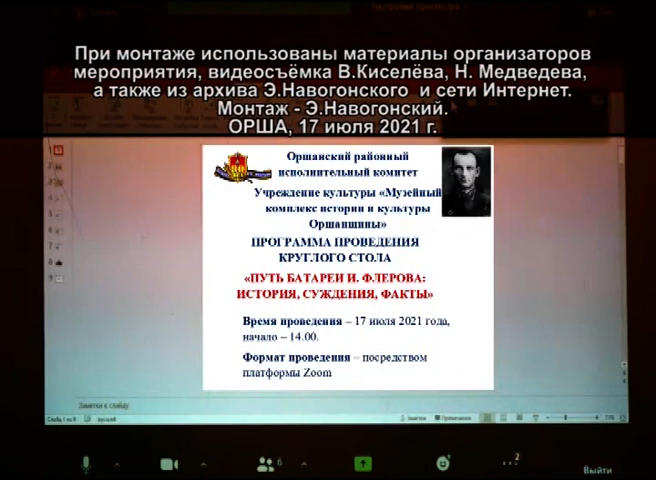 При монтаже использованы материалы организаторов
мероприятия, видеосъёмка В.Киселёва, Н. Медведева,
а также из архива Э.Навогонского и сети Интернет.
Монтаж - Э.Навогонский.
ОРША, 17 июля 2021 г.
Оршанский районный
исполнительный комитет
Учреждение культуры «Музейный
комплекс истории и культуры
Оршанщины»
ПРОГРАММА ПРОВЕДЕНИЯ
КРУГЛОГО СТОЛА
«ПУТЬ БАТАРЕИ И. ФЛЕРОВА:
ИСТОРИЯ, СУЖДЕНИЯ, ФАКТЫ»
Время проведения – 17 июля 2021 года,
начало – 14.00.
Формат проведения – посредством
платформы Zoom
Заметки к слайду
русский
6
2
Выйти